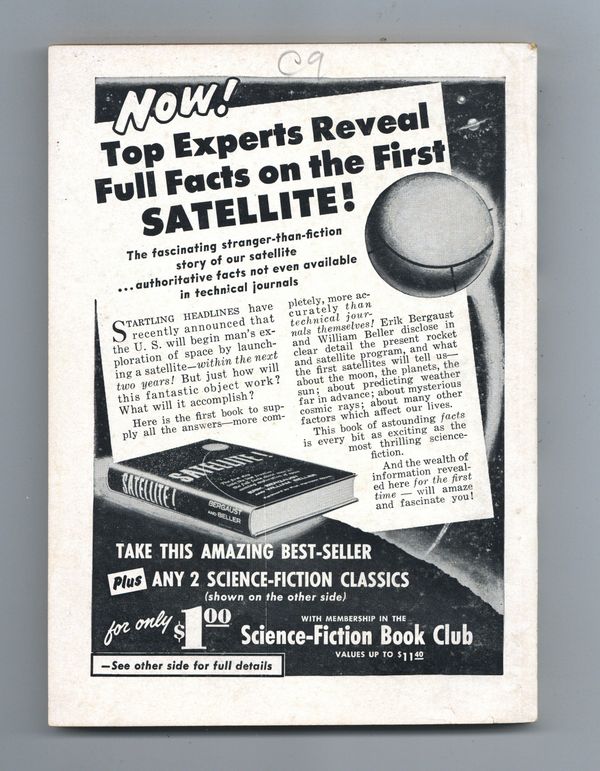 C9
NOW!
Top Experts Reveal
Full Facts on the First
SATELLITE!
The fascinating stranger-than-fiction
story of our satellite
...authoritative facts not even available
in technical journals
STARTLING HEADLINES have
recently announced that
the U. S. will begin man's ex-
ploration of space by launch-
ing a satellite—within the next
two years! But just how will
this fantastic object work?
What will it accomplish?
Here is the first book to sup-
ply all the answers—more com-
pletely, more ac-
curately than
technical jour-
nals themselves! Erik Bergaust
and William Beller disclose in
clear detail the present rocket
and satellite program, and what
the first satellites will tell us—
about the moon, the planets, the
sun; about predicting weather
far in advance; about mysterious
cosmic rays; about many other
factors which affect our lives.
This book of astounding facts
is every bit as exciting as the
most thrilling science-
fiction.
And the wealth of
information reveal-
ed here for the first
time — will amaze
and fascinate you!
SATELLITE!
SATELLITE!
BERGAUST
AND BELLER
TAKE THIS AMAZING BEST-SELLER
Plus ANY 2 SCIENCE-FICTION CLASSICS
(shown on the other side)
for only $1.00
WITH MEMBERSHIP IN THE
Science-Fiction Book Club
VALUES UP TO $11.40
—See other side for full details